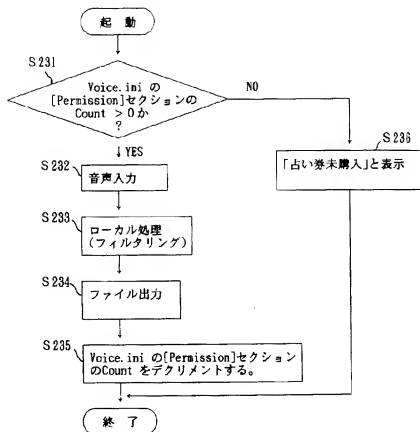 起 動
S231
Voice.ini の
[Permission]セクションの
Count > 0 か
?
NO
YES
S236
「占い券未購入」と表示
S232
音声入力
S233
ローカル処理
(フィルタリング)
S234
ファイル出力
S235
Voice.ini の[Permission]セクション
のCount をデクリメントする。
終 了